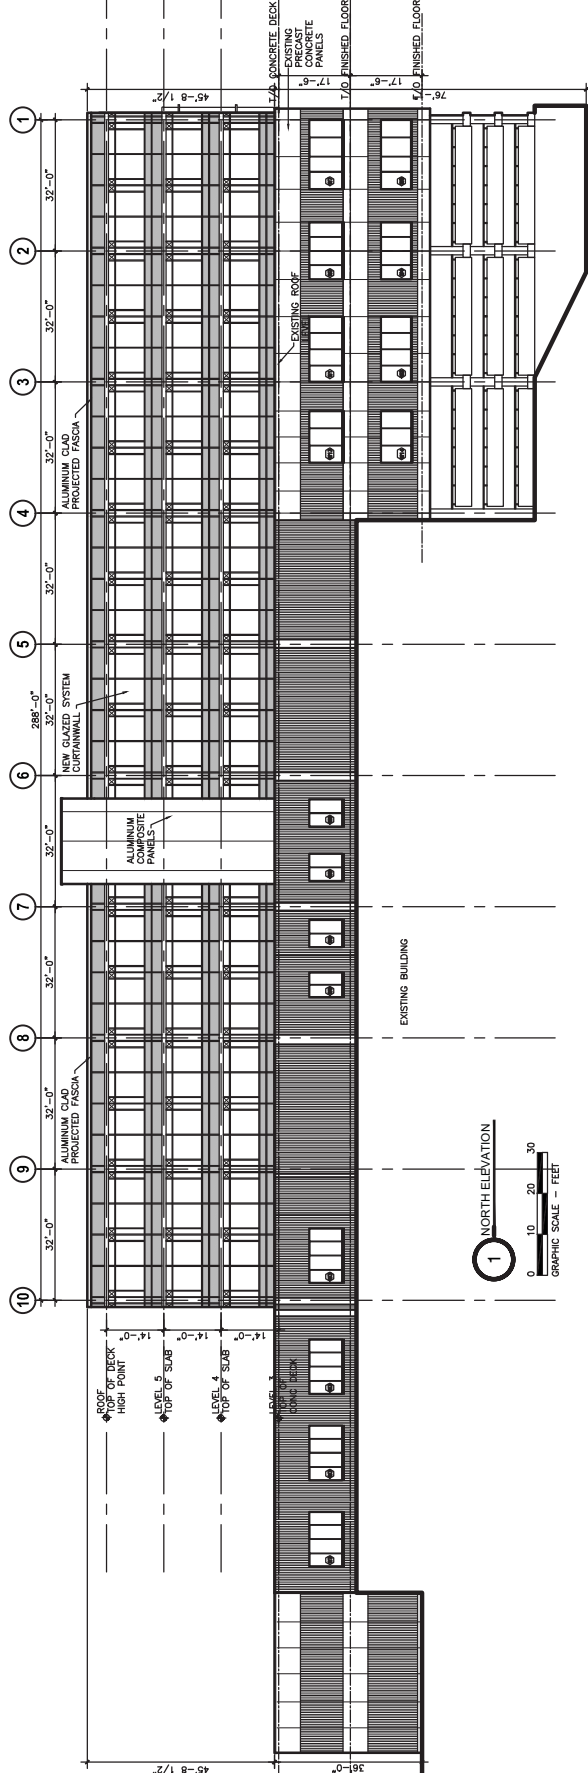 10
9
8
7
6
5
4
3
2
1
288'-0"
32'-0"
32'-0"
32'-0"
32'-0"
32'-0"
32'-0"
32'-0"
32'-0"
32'-0"
ALUMINUM CLAD
PROJECTED FASCIA
NEW GLAZED SYSTEM
CURTAINWALL
ALUMINUM CLAD
PROJECTED FASCIA
45'-8 1/2"
45'-8 1/2"
ROOF
TOP OF DECK
HIGH POINT
14'-0"
LEVEL 5
TOP OF SLAB
14'-0"
LEVEL 4
TOP OF SLAB
14'-0"
LEVEL 3
TOP OF
CONC DECK
ALUMINUM
COMPOSITE
PANELS
T/O CONCRETE DECK
EXISTING
PRECAST
CONCRETE
PANELS
EXISTING ROOF
LEVEL
17'-6"
T/O FINISHED FLOOR
17'-6"
T/O FINISHED FLOOR
76'-
36'-0"
EXISTING BUILDING
1
NORTH ELEVATION
0 10 20 30
GRAPHIC SCALE - FEET